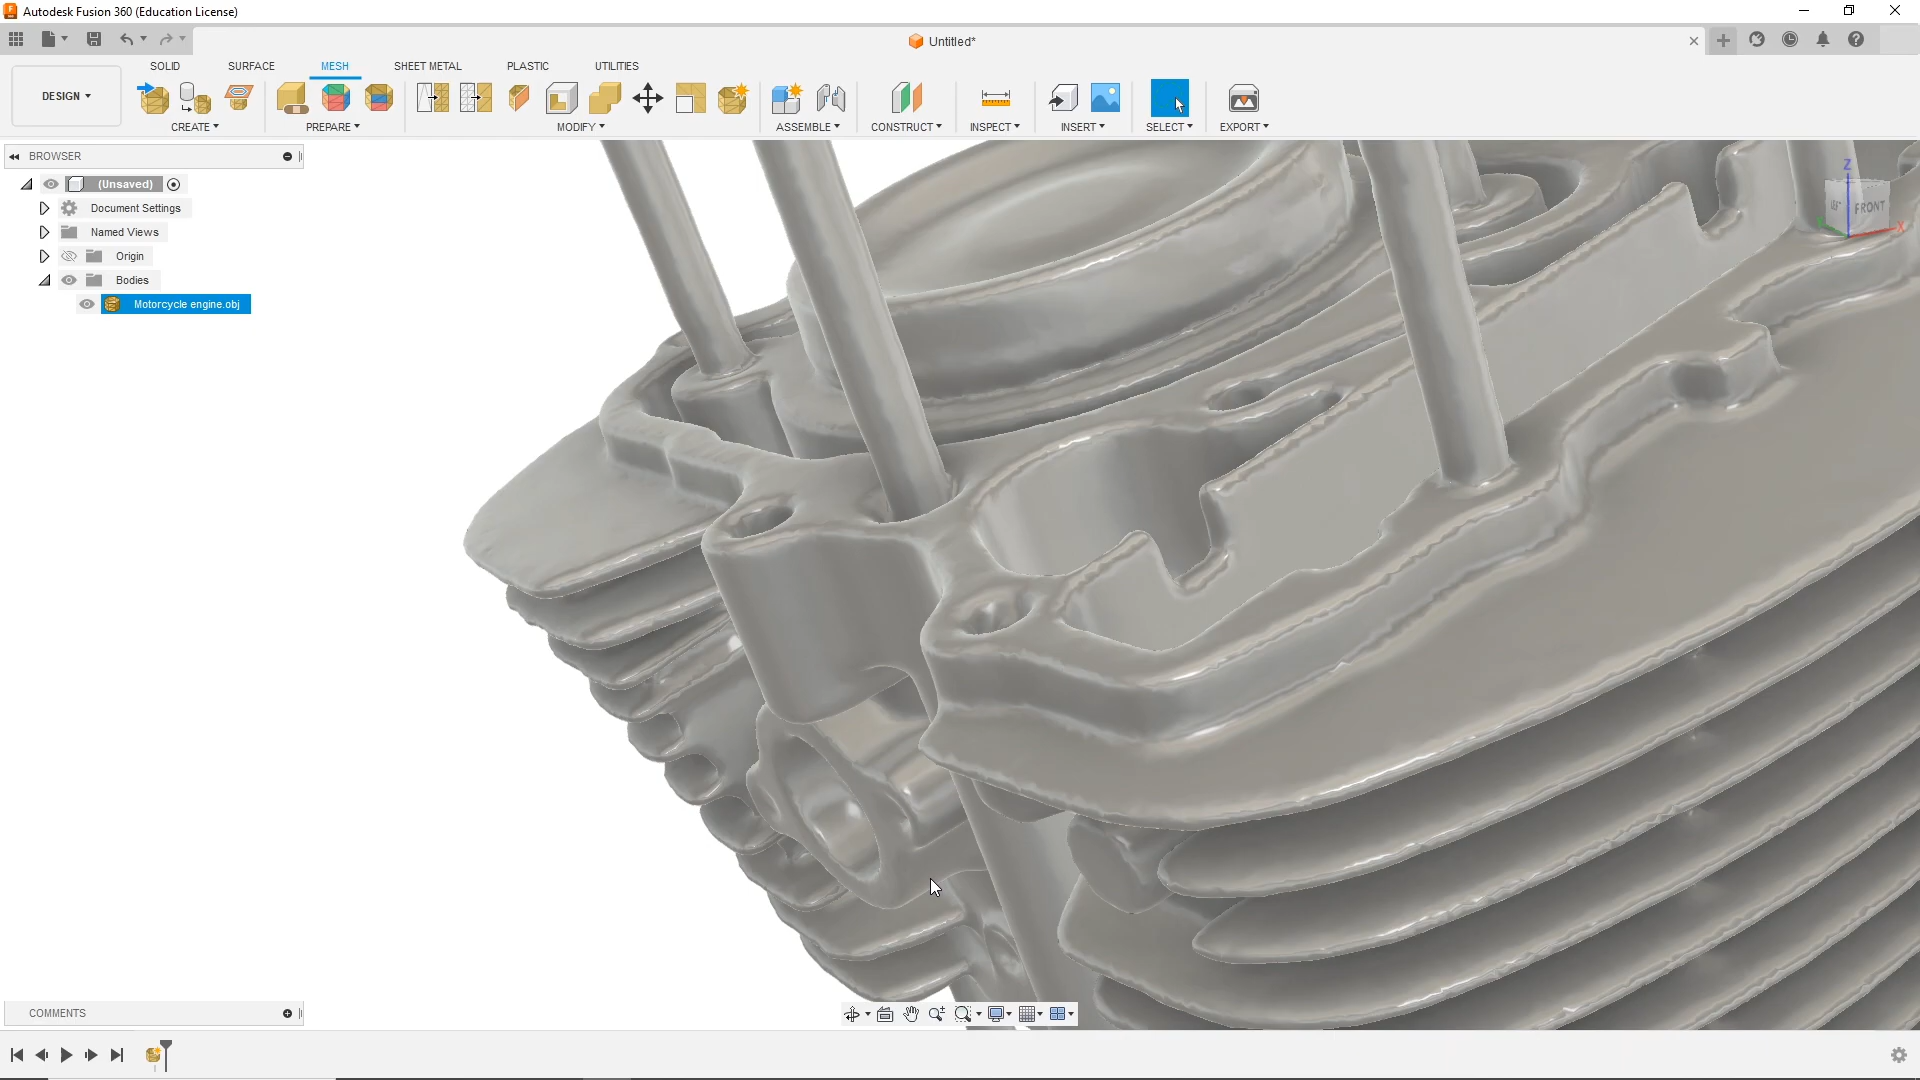 Autodesk Fusion 360 (Education License)
Untitled*
DESIGN
SOLID
SURFACE
MESH
SHEET METAL
PLASTIC
UTILITIES
CREATE
PREPARE
MODIFY
ASSEMBLE
CONSTRUCT
INSPECT
INSERT
SELECT
EXPORT
BROWSER
(Unsaved)
Document Settings
Named Views
Origin
Bodies
Motorcycle engine.obj
Z
FRONT
X
COMMENTS